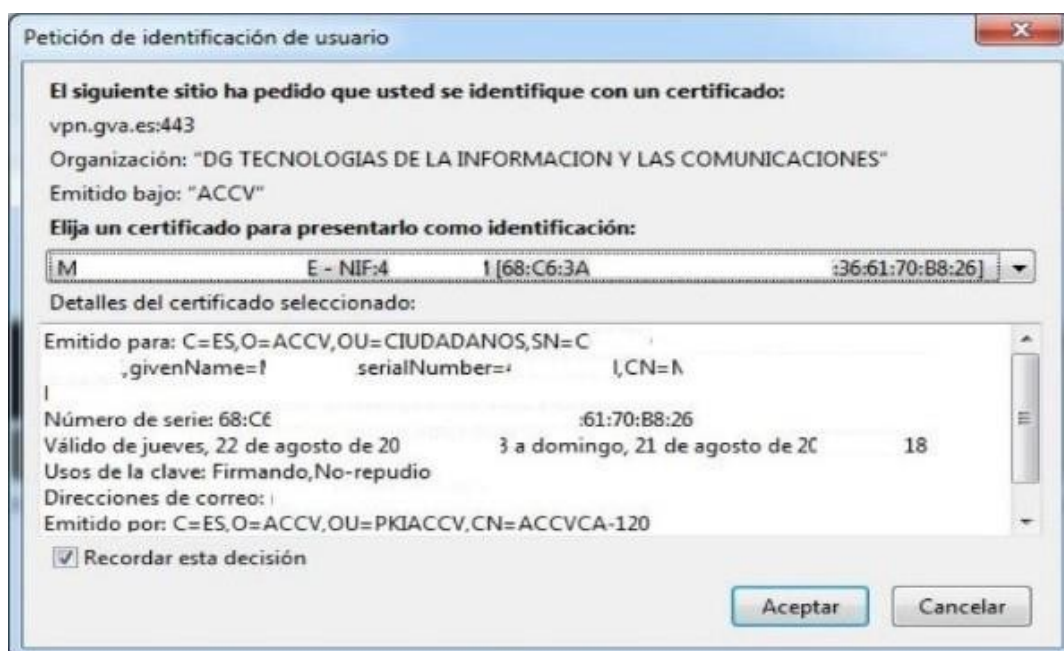 Petición de identificación de usuario
El siguiente sitio ha pedido que usted se identifique con un certificado:
vpn.gva.es:443
Organización: "DG TECNOLOGIAS DE LA INFORMACION Y LAS COMUNICACIONES"
Emitido bajo: "ACCV"
Elija un certificado para presentarlo como identificación:
M E - NIF:4 1 [68:C6:3A :36:61:70:B8:26]
Detalles del certificado seleccionado:
Emitido para: C=ES,O=ACCV,OU=CIUDADANOS,SN=C
,givenName= serialNumber= ,CN=
Número de serie: 68:C6 :61:70:B8:26
Válido de jueves, 22 de agosto de 20 a domingo, 21 de agosto de 20 18
Usos de la clave: Firmando,No-repudio
Direcciones de correo:
Emitido por: C=ES,O=ACCV,OU=PKIACCV,CN=ACCVCA-120
Recordar esta decisión
Aceptar Cancelar